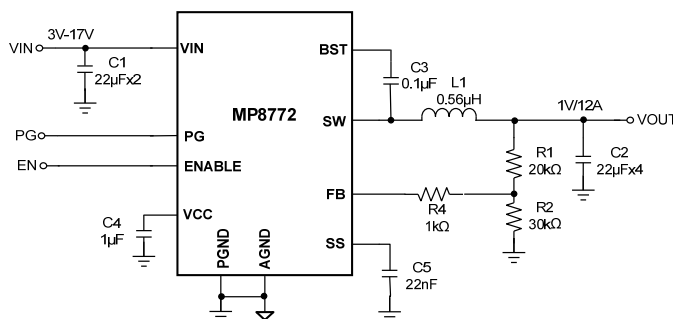 3V-17V
VIN
C1
22µFx2
VIN
BST
C3
0.1µF
L1
0.56µH
MP8772
SW
1V/12A
VOUT
PG
PG
EN
ENABLE
R1
20kΩ
C2
22µFx4
FB
R4
1kΩ
R2
30kΩ
VCC
C4
1µF
SS
C5
22nF
PGND
AGND